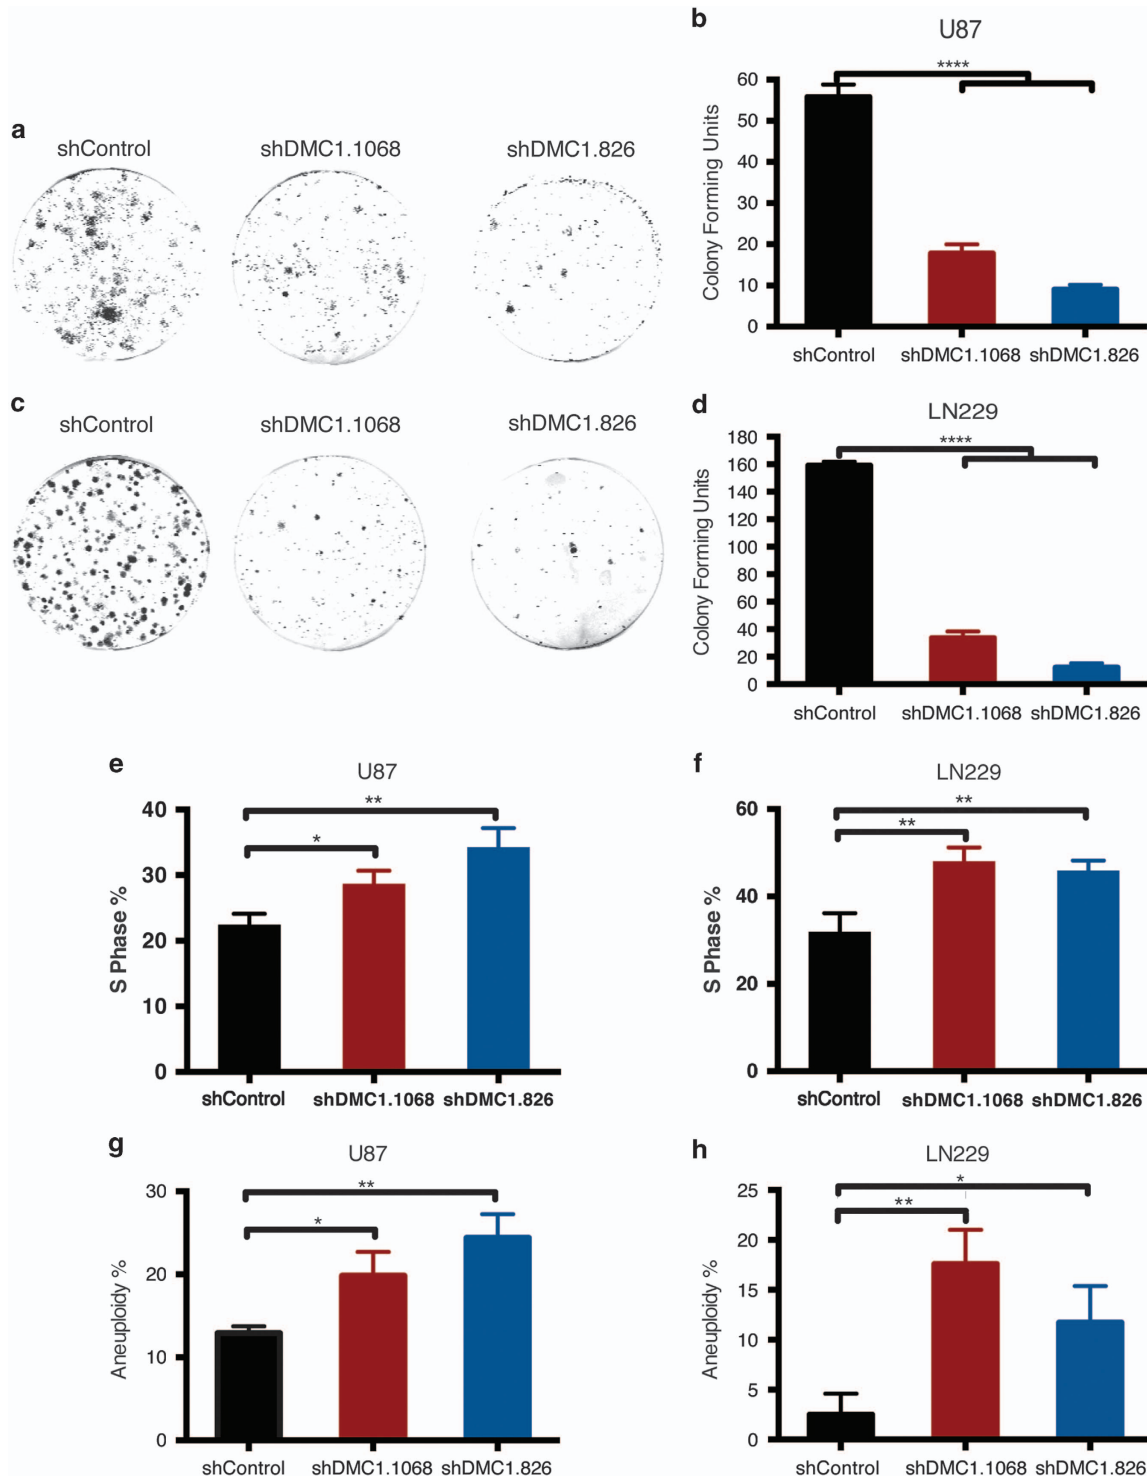 a
shControl
shDMC1.1068
shDMC1.826
b
U87
****
Colony Forming Units
60
50
40
30
20
10
0
shControl
shDMC1.1068
shDMC1.826
c
shControl
shDMC1.1068
shDMC1.826
d
LN229
****
Colony Forming Units
180
160
140
120
100
80
60
40
20
0
shControl
shDMC1.1068
shDMC1.826
e
U87
**
*
S Phase %
40
30
20
10
0
shControl
shDMC1.1068
shDMC1.826
f
LN229
**
**
S Phase %
60
40
20
0
shControl
shDMC1.1068
shDMC1.826
g
U87
**
*
Aneuploidy %
30
20
10
0
shControl
shDMC1.1068
shDMC1.826
h
LN229
*
**
Aneuploidy %
25
20
15
10
5
0
shControl
shDMC1.1068
shDMC1.826